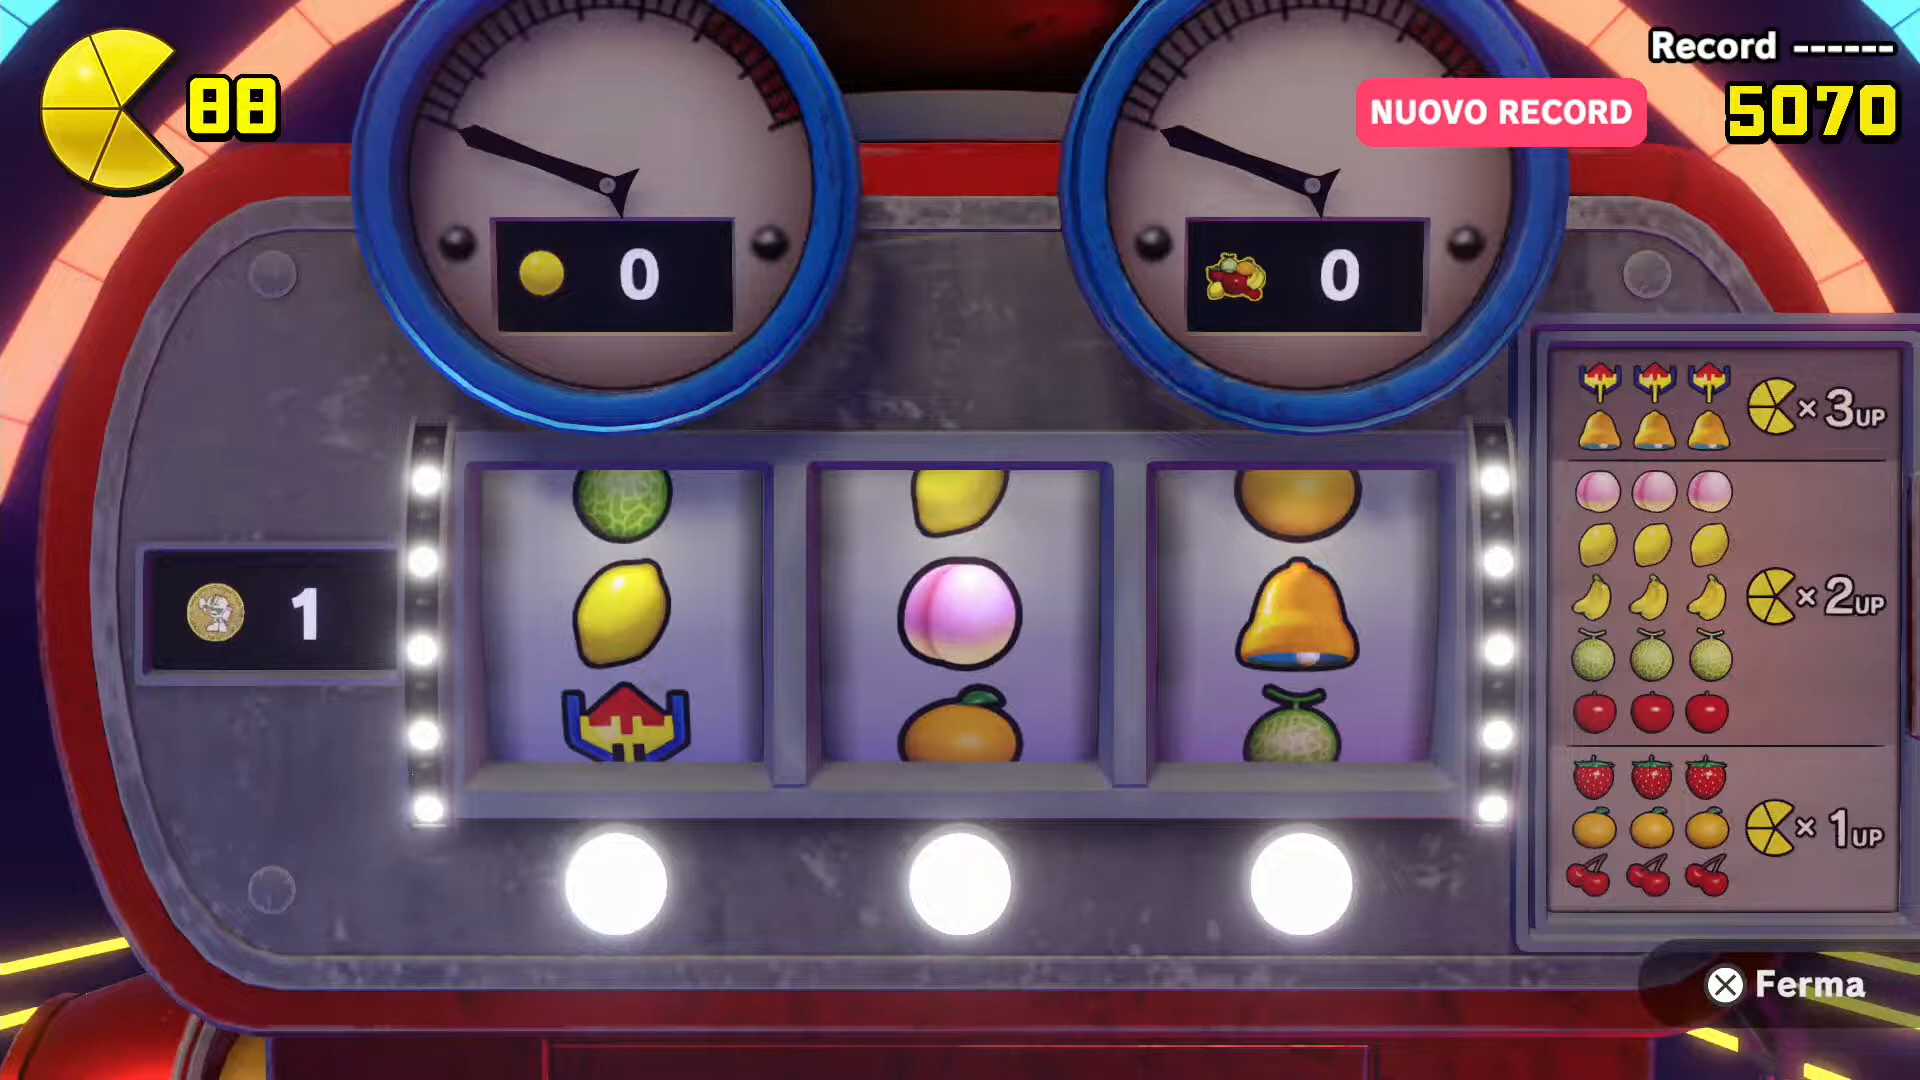 88
Record ------
NUOVO RECORD
5070
0
0
1
× 3UP
× 2UP
× 1UP
Ferma